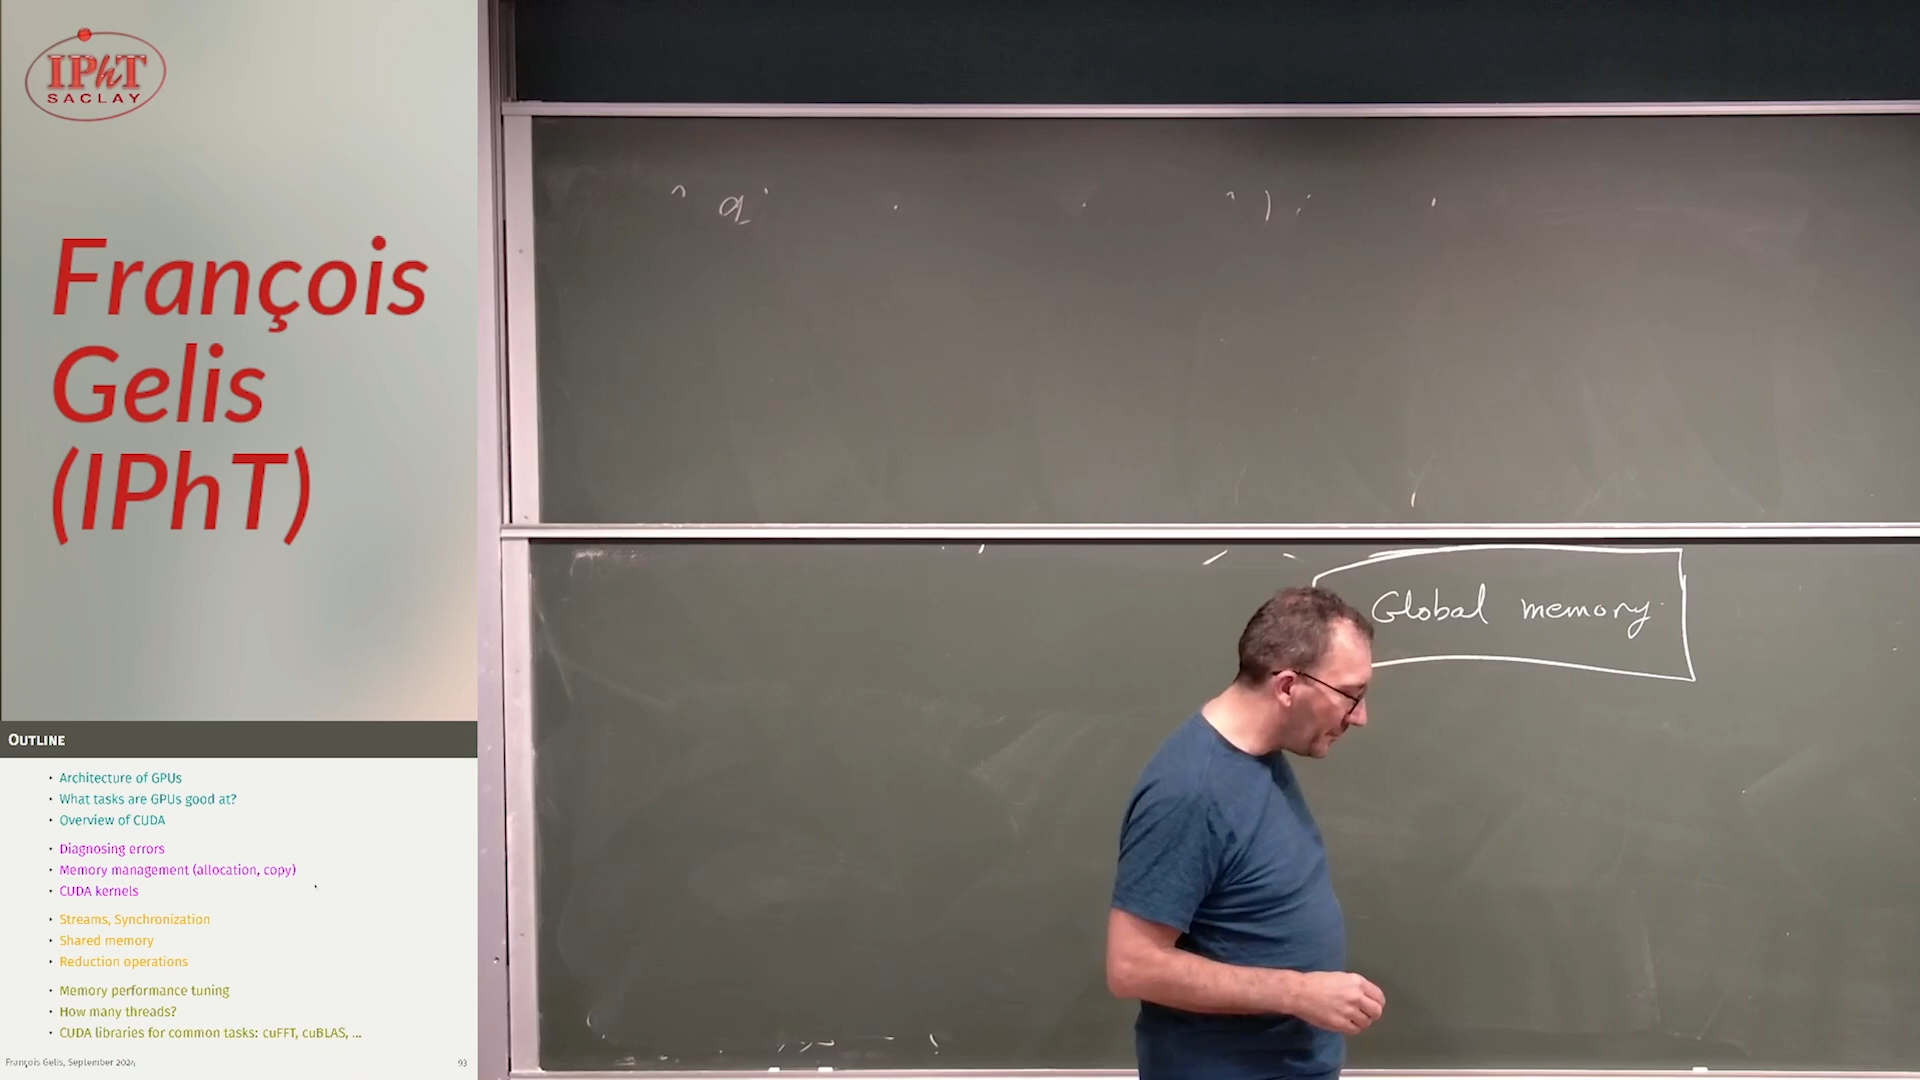 IPhT
SACLAY
François
Gelis
(IPhT)
OUTLINE
• Architecture of GPUs
• What tasks are GPUs good at?
• Overview of CUDA
• Diagnosing errors
• Memory management (allocation, copy)
• CUDA kernels
• Streams, Synchronization
• Shared memory
• Reduction operations
• Memory performance tuning
• How many threads?
• CUDA libraries for common tasks: cuFFT, cuBLAS, ...
François Gelis, September 2024
93
Global memory